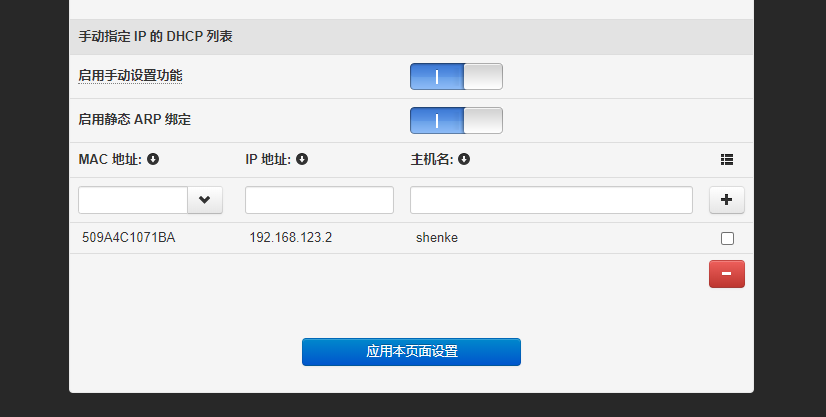 手动指定 IP 的 DHCP 列表
启用手动设置功能
启用静态 ARP 绑定
MAC 地址: IP 地址: 主机名:
509A4C1071BA 192.168.123.2 shenke
应用本页面设置